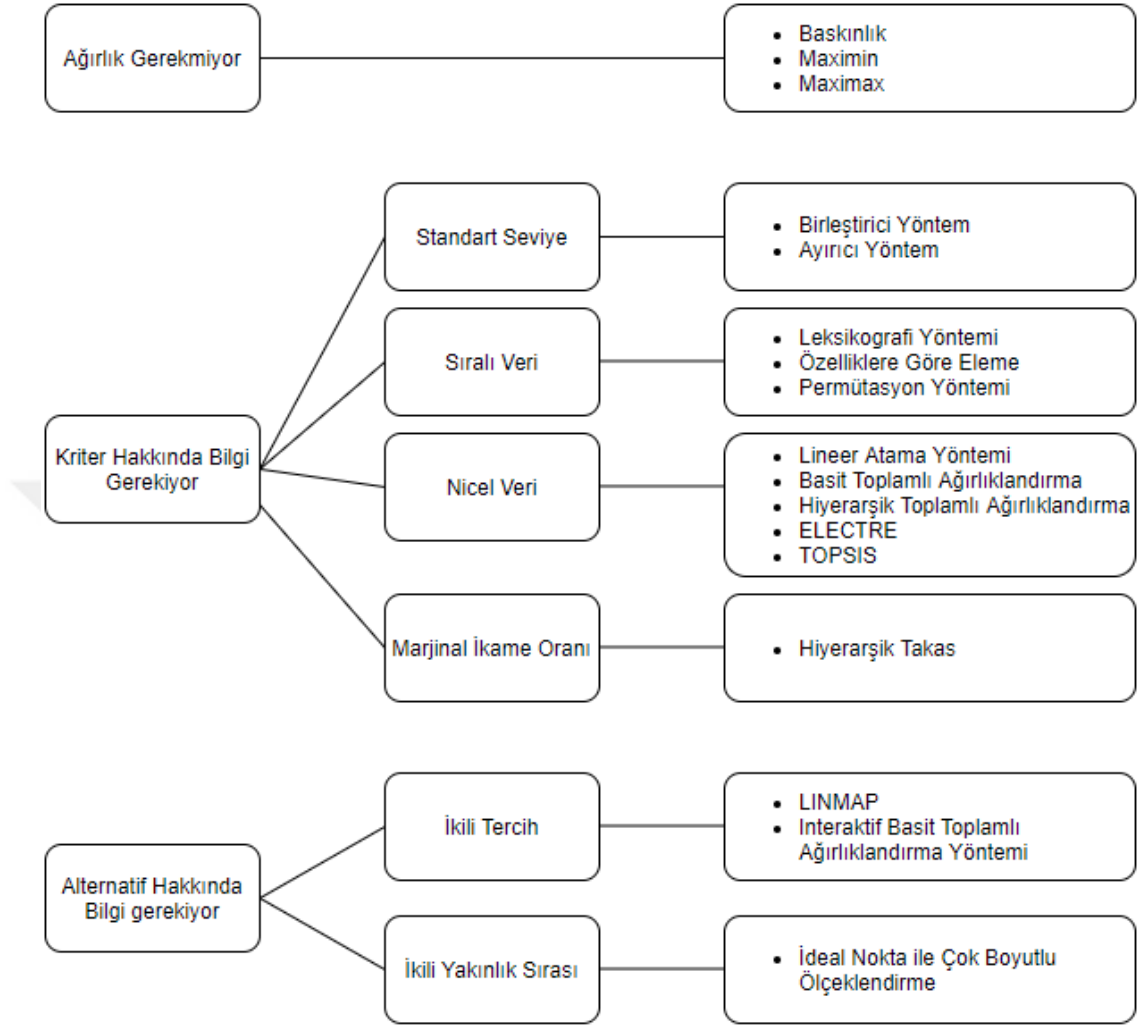 Ağırlık Gerekmiyor
• Baskınlık
• Maximin
• Maximax
Standart Seviye
• Birleştirici Yöntem
• Ayırıcı Yöntem
Sıralı Veri
• Leksikografi Yöntemi
• Özelliklere Göre Eleme
• Permütasyon Yöntemi
Kriter Hakkında Bilgi
Gerekiyor
Nicel Veri
• Lineer Atama Yöntemi
• Basit Toplamlı Ağırlıklandırma
• Hiyerarşik Toplamlı Ağırlıklandırma
• ELECTRE
• TOPSIS
Marjinal İkame Oranı
• Hiyerarşik Takas
İkili Tercih
• LINMAP
• Interaktif Basit Toplamlı
Ağırlıklandırma Yöntemi
Alternatif Hakkında
Bilgi gerekiyor
İkili Yakınlık Sırası
• İdeal Nokta ile Çok Boyutlu
Ölçeklendirme